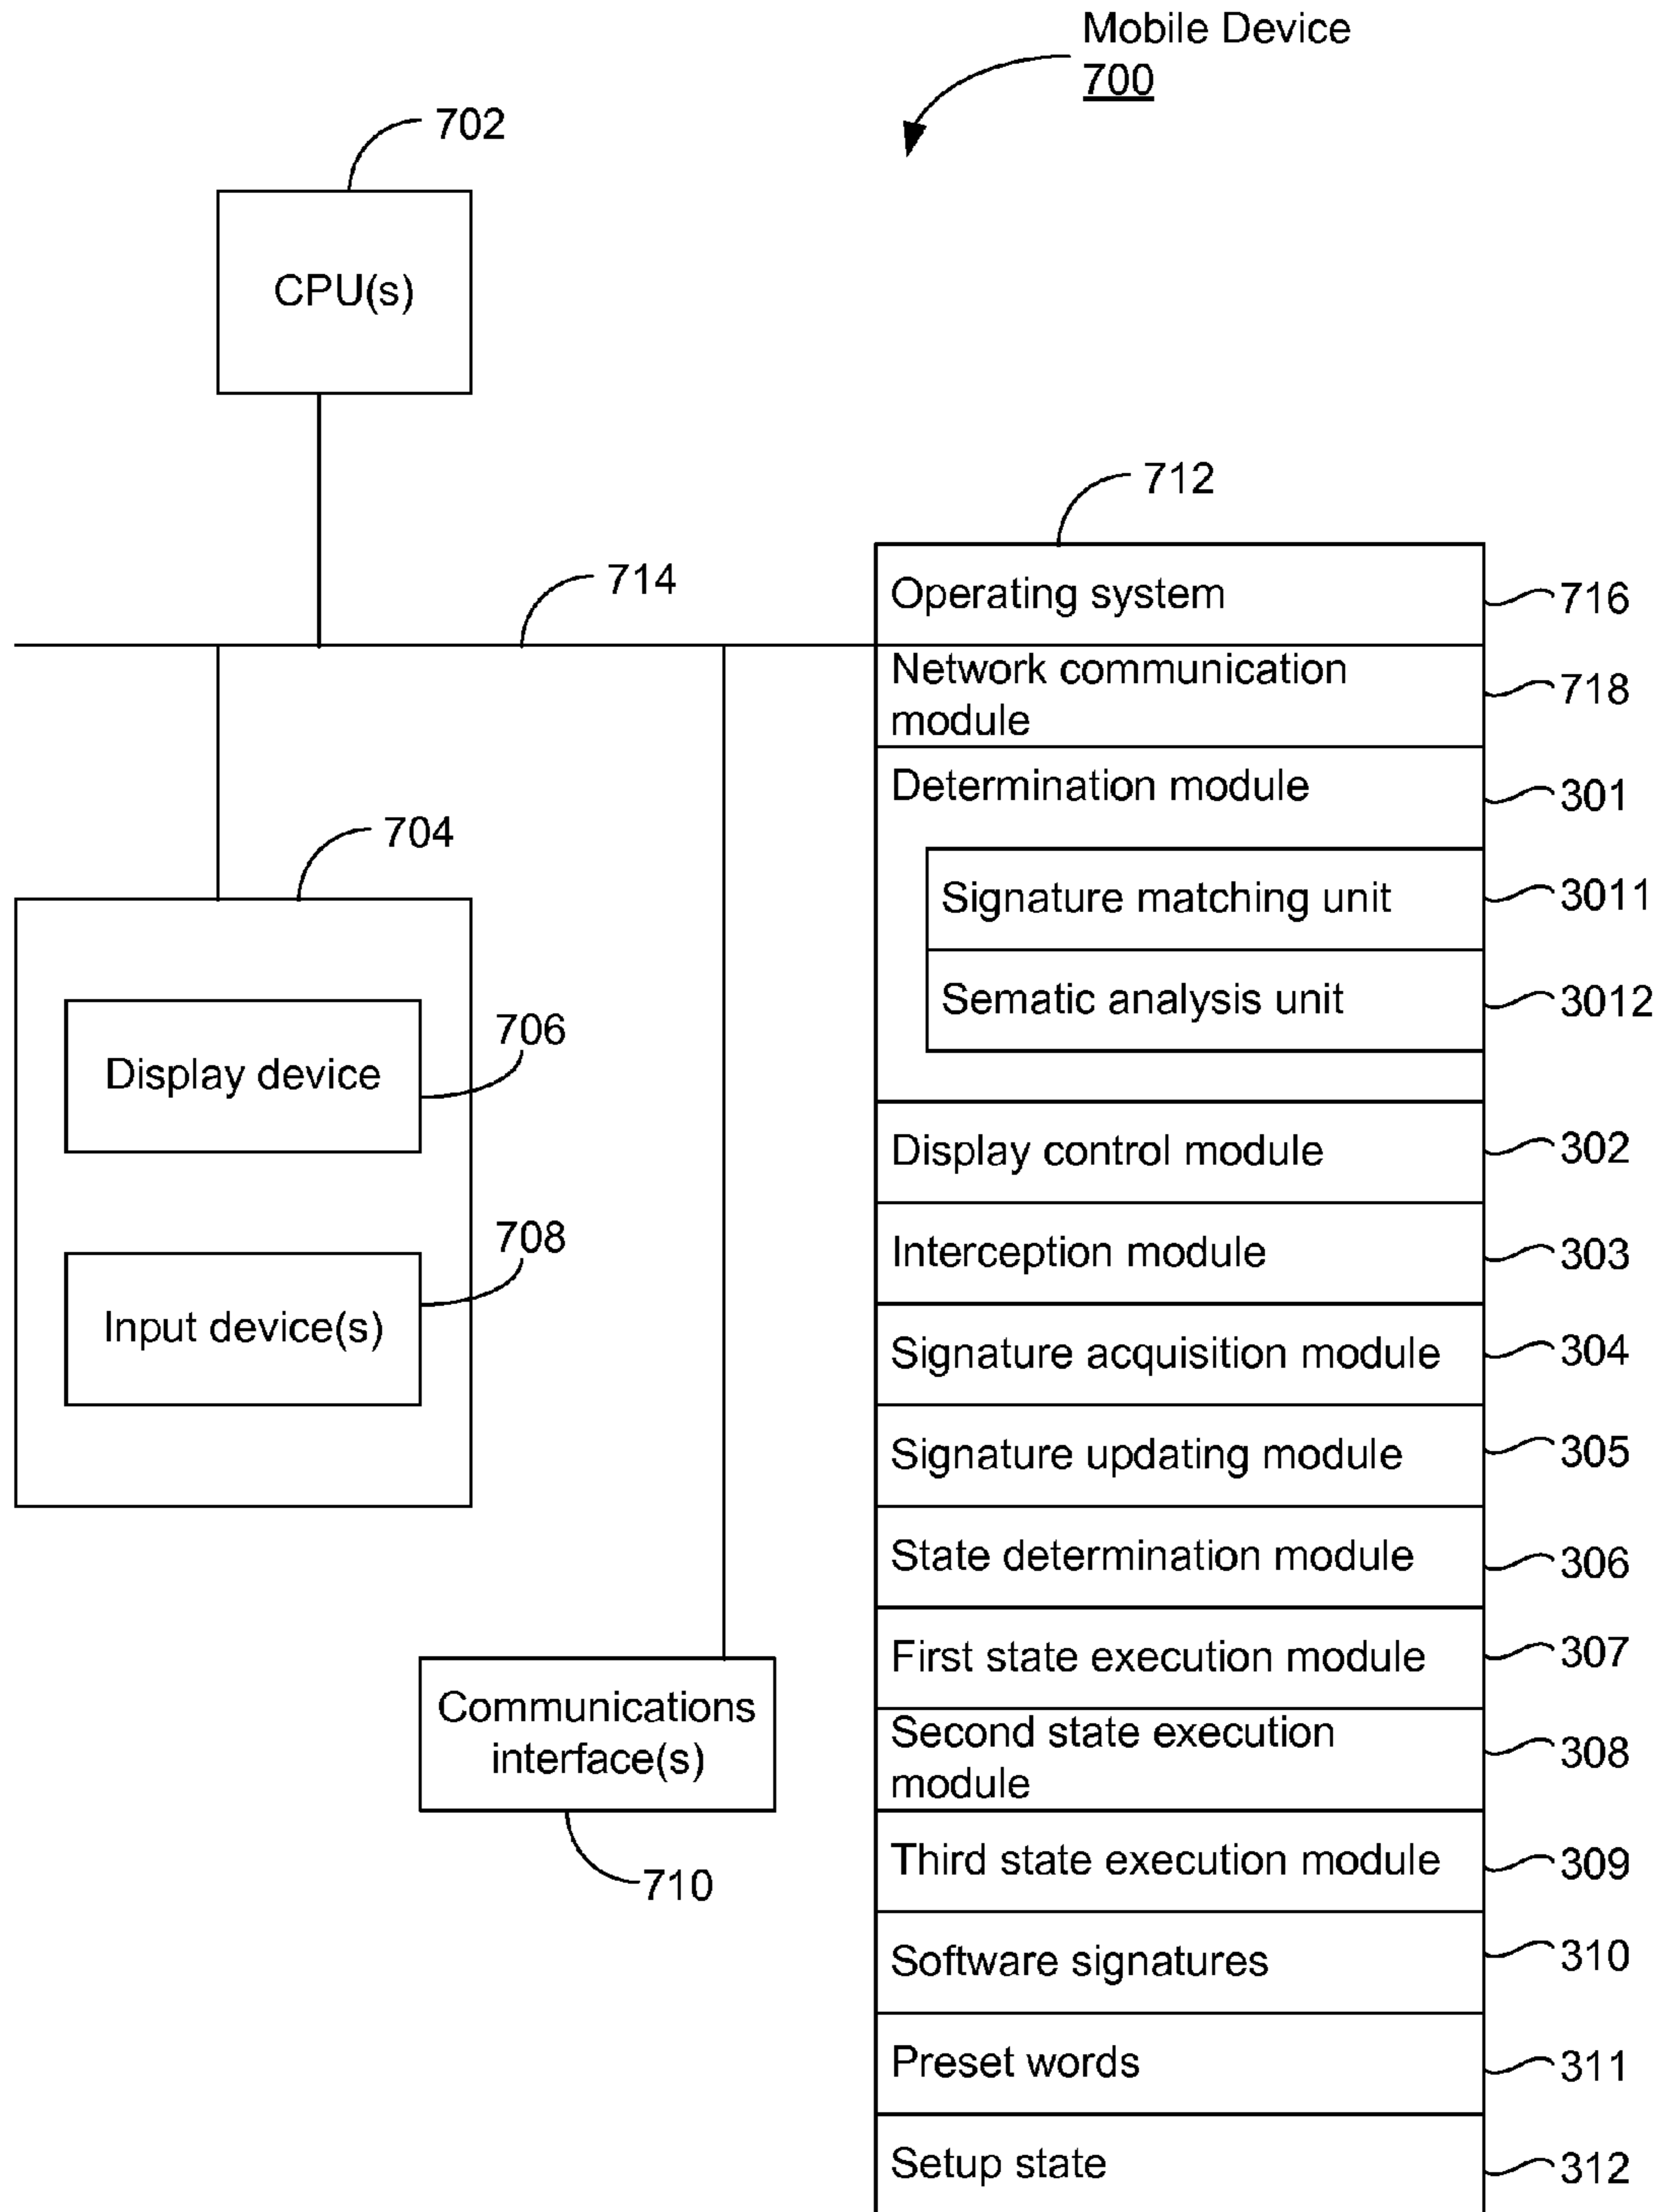 Mobile Device
700
702
CPU(s)
712
714
Operating system
716
Network communication
module
718
Determination module
301
704
Signature matching unit
3011
Sematic analysis unit
3012
706
Display device
Display control module
302
708
Interception module
303
Input device(s)
Signature acquisition module
304
Signature updating module
305
State determination module
306
First state execution module
307
Communications
interface(s)
Second state execution
module
308
710
Third state execution module
309
Software signatures
310
Preset words
311
Setup state
312